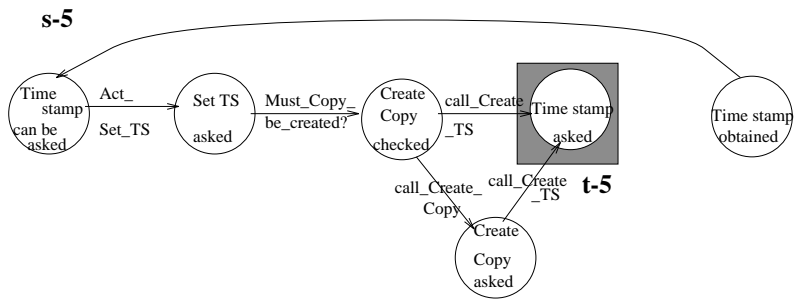 s-5
Time
stamp
can be
asked
Act_
Set_TS
Set TS
asked
Must_Copy_
be_created?
Create
Copy
checked
call_Create
_TS
Time stamp
asked
t-5
Time stamp
obtained
call_Create_
Copy
call_Create
_TS
Create
Copy
asked